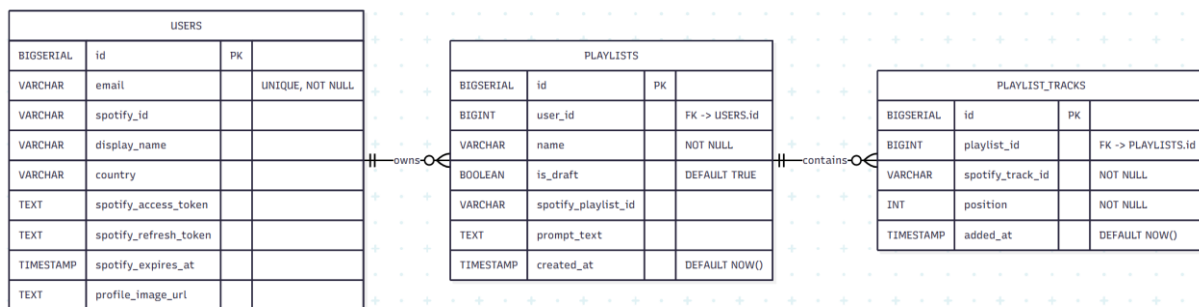 USERS
BIGSERIAL id PK
VARCHAR email UNIQUE, NOT NULL
VARCHAR spotify_id
VARCHAR display_name
VARCHAR country
TEXT spotify_access_token
TEXT spotify_refresh_token
TIMESTAMP spotify_expires_at
TEXT profile_image_url
owns
PLAYLISTS
BIGSERIAL id PK
BIGINT user_id FK -> USERS.id
VARCHAR name NOT NULL
BOOLEAN is_draft DEFAULT TRUE
VARCHAR spotify_playlist_id
TEXT prompt_text
TIMESTAMP created_at DEFAULT NOW()
contains
PLAYLIST_TRACKS
BIGSERIAL id PK
BIGINT playlist_id FK -> PLAYLISTS.id
VARCHAR spotify_track_id NOT NULL
INT position NOT NULL
TIMESTAMP added_at DEFAULT NOW()